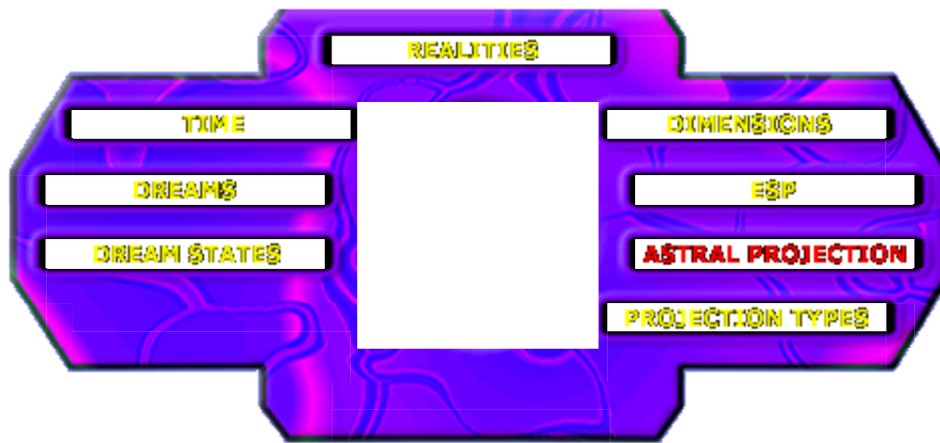 REALITIES
TIME
DIMENSIONS
DREAMS
ESP
DREAM STATES
ASTRAL PROJECTION
PROJECTION TYPES